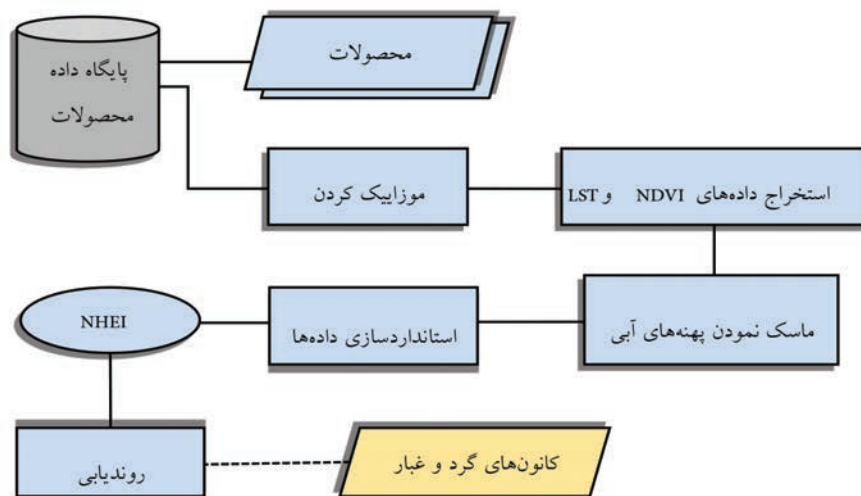 پایگاه داده
محصولات
محصولات
موزاییک کردن
استخراج داده‌های NDVI و LST
ماسک نمودن پهنه‌های آبی
استانداردسازی داده‌ها
NHEI
روندیابی
کانون‌های گرد و غبار